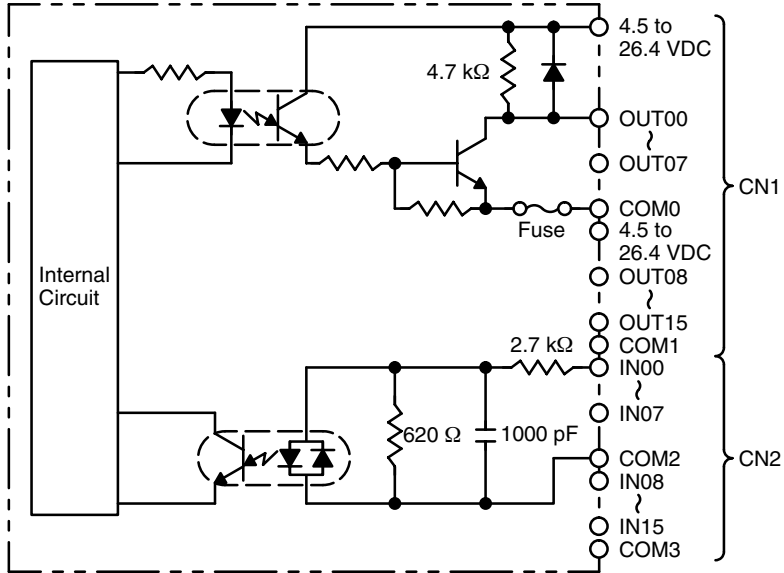 4.5 to
26.4 VDC
4.7 kΩ
OUT00
~
OUT07
CN1
COM0
Fuse
4.5 to
26.4 VDC
Internal
Circuit
OUT08
~
OUT15
2.7 kΩ
COM1
IN00
~
IN07
620 Ω
1000 pF
COM2
CN2
IN08
~
IN15
COM3